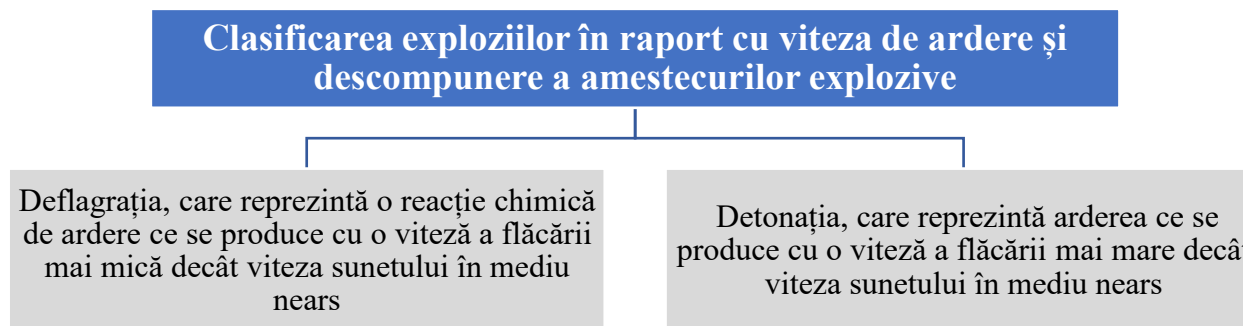 Clasificarea exploziilor în raport cu viteza de ardere și
descompunere a amestecurilor explozive
Deflagrația, care reprezintă o reacție chimică
de ardere ce se produce cu o viteză a flăcării
mai mică decât viteza sunetului în mediu
nears
Detonația, care reprezintă arderea ce se
produce cu o viteză a flăcării mai mare decât
viteza sunetului în mediu nears